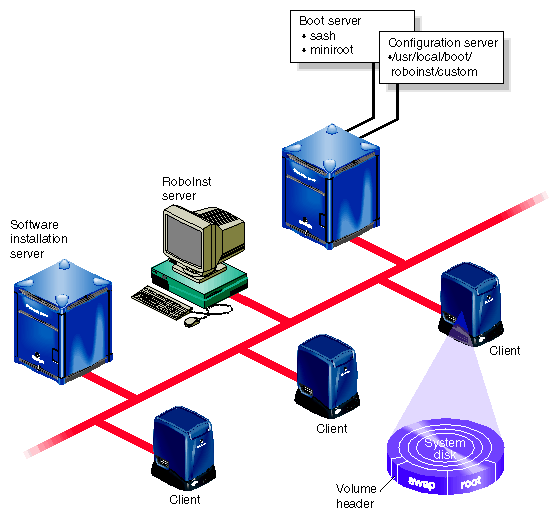 Boot server
• sash
• miniroot
Configuration server
•/usr/local/boot/
roboinst/custom
RoboInst
server
Software
installation
server
Client
Client
Client
System
disk
swap
root
Volume
header